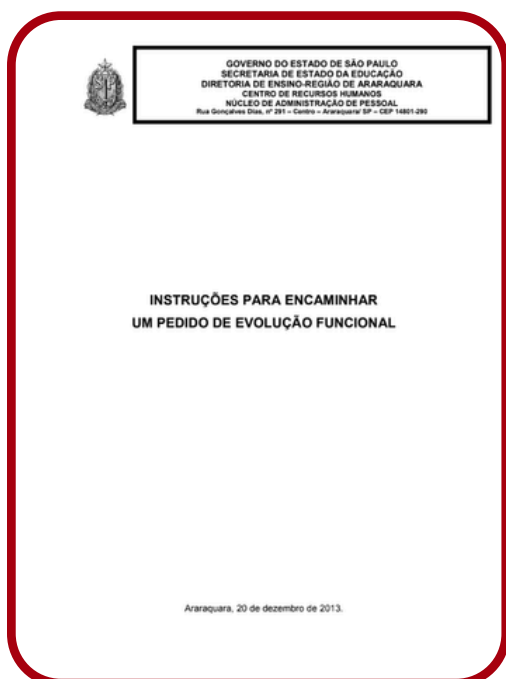 GOVERNO DO ESTADO DE SÃO PAULO
SECRETARIA DE ESTADO DA EDUCAÇÃO
DIRETORIA DE ENSINO-REGIÃO DE ARARAQUARA
CENTRO DE RECURSOS HUMANOS
NÚCLEO DE ADMINISTRAÇÃO DE PESSOAL
Rua Gonçalves Dias, nº 291 – Centro – Araraquara/ SP – CEP 14801-290
INSTRUÇÕES PARA ENCAMINHAR
UM PEDIDO DE EVOLUÇÃO FUNCIONAL
Araraquara, 20 de dezembro de 2013.